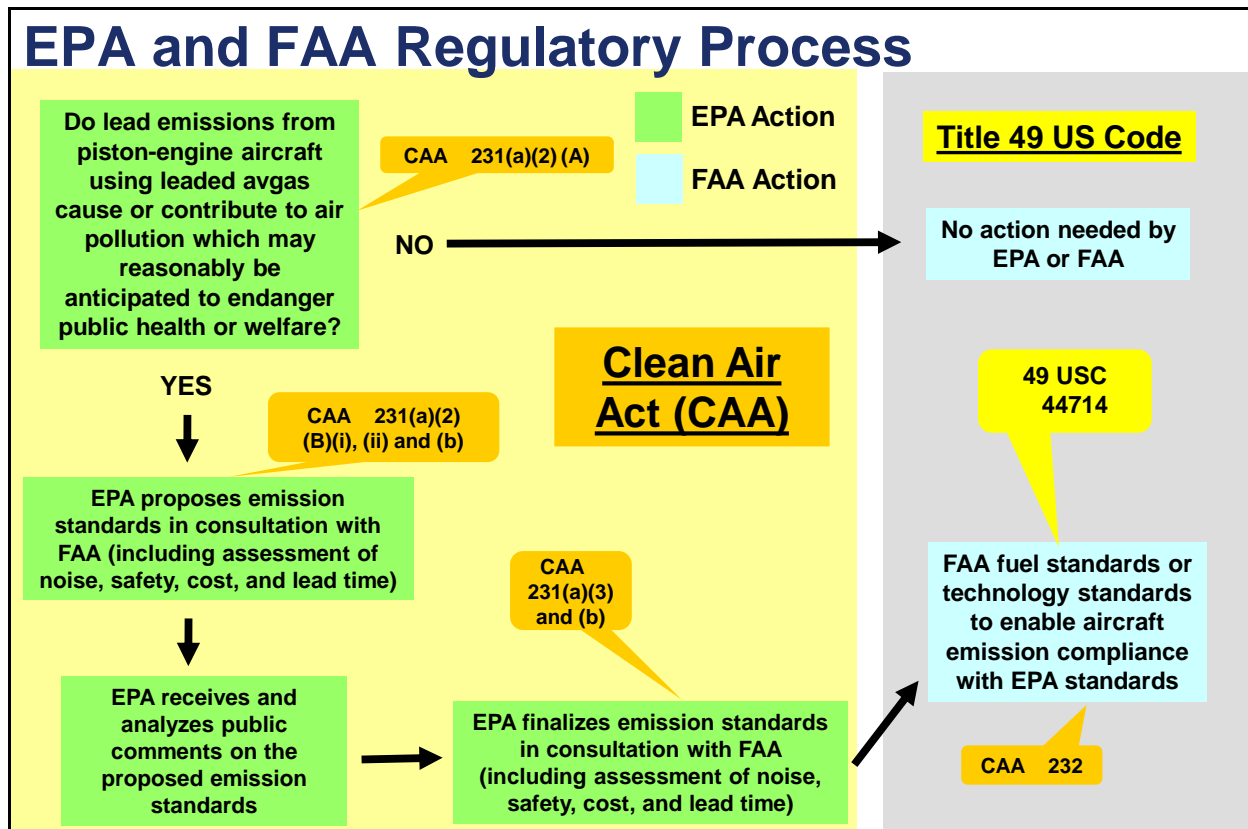 EPA and FAA Regulatory Process
Do lead emissions from
piston-engine aircraft
using leaded avgas
cause or contribute to air
pollution which may
reasonably be
anticipated to endanger
public health or welfare?
CAA 231(a)(2) (A)
EPA Action
FAA Action
Title 49 US Code
NO
No action needed by
EPA or FAA
Clean Air
Act (CAA)
YES
CAA 231(a)(2)
(B)(i), (ii) and (b)
49 USC
44714
EPA proposes emission
standards in consultation with
FAA (including assessment of
noise, safety, cost, and lead time)
CAA
231(a)(3)
and (b)
FAA fuel standards or
technology standards
to enable aircraft
emission compliance
with EPA standards
EPA receives and
analyzes public
comments on the
proposed emission
standards
EPA finalizes emission standards
in consultation with FAA
(including assessment of noise,
safety, cost, and lead time)
CAA 232